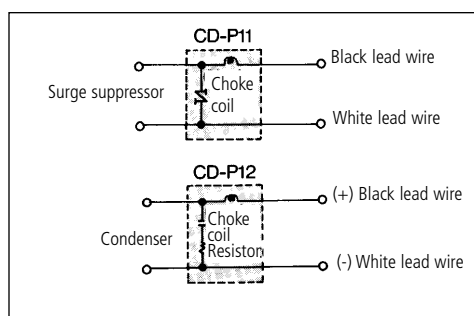 CD-P11
Black lead wire
Surge suppressor
Choke
coil
White lead wire
CD-P12
(+) Black lead wire
Condenser
Choke
coil
Resiston
(-) White lead wire